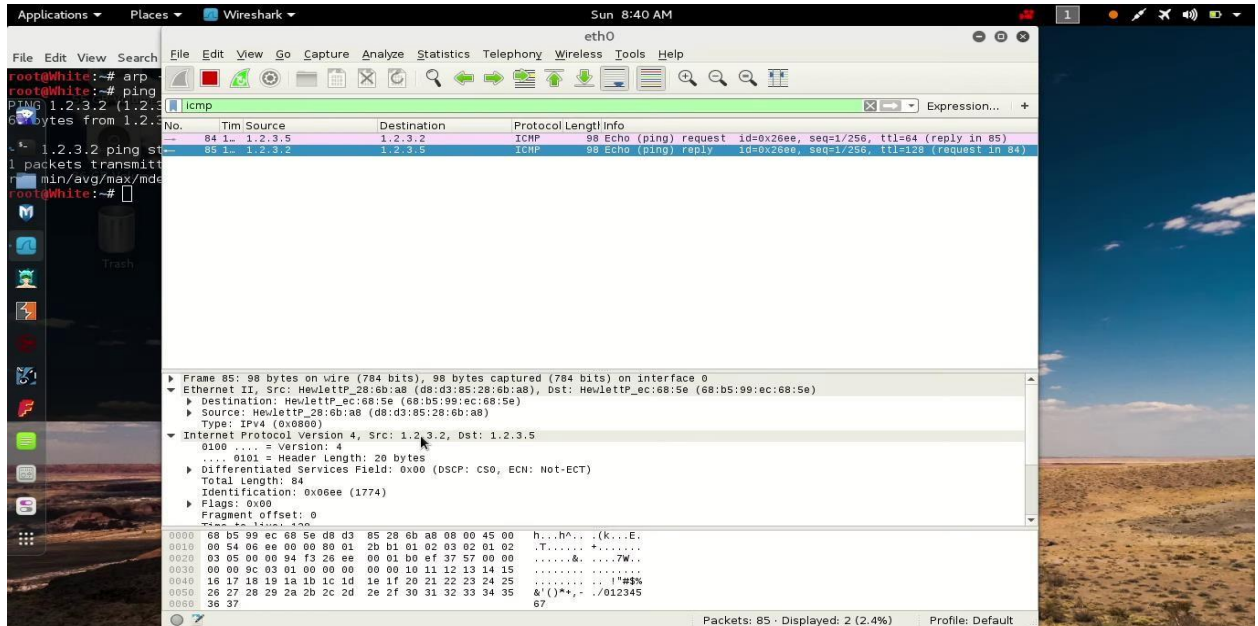 Applications ▾ Places ▾ Wireshark ▾ Sun 8:40 AM 1
eth0
File Edit View Search
root@White:~# arp -
root@White:~# ping
PING 1.2.3.2 (1.2.3
bytes from 1.2.3
1.2.3.2 ping st
1 packets transmitt
min/avg/max/mde
root@White:~#
Trash
File Edit View Go Capture Analyze Statistics Telephony Wireless Tools Help
icmp Expression... +
No. Tim Source Destination Protocol Lengtl Info
84 1… 1.2.3.5 1.2.3.2 ICMP 98 Echo (ping) request id=0x26ee, seq=1/256, ttl=64 (reply in 85)
85 1… 1.2.3.2 1.2.3.5 ICMP 98 Echo (ping) reply id=0x26ee, seq=1/256, ttl=128 (request in 84)
Frame 85: 98 bytes on wire (784 bits), 98 bytes captured (784 bits) on interface 0
Ethernet II, Src: HewlettP_28:6b:a8 (d8:d3:85:28:6b:a8), Dst: HewlettP_ec:68:5e (68:b5:99:ec:68:5e)
Destination: HewlettP_ec:68:5e (68:b5:99:ec:68:5e)
Source: HewlettP_28:6b:a8 (d8:d3:85:28:6b:a8)
Type: IPv4 (0x0800)
Internet Protocol Version 4, Src: 1.2.3.2, Dst: 1.2.3.5
0100 .... = Version: 4
.... 0101 = Header Length: 20 bytes
Differentiated Services Field: 0x00 (DSCP: CS0, ECN: Not-ECT)
Total Length: 84
Identification: 0x06ee (1774)
Flags: 0x00
Fragment offset: 0
Time to live: 128
0000 68 b5 99 ec 68 5e d8 d3 85 28 6b a8 08 00 45 00 h...h^.. .(k...E.
0010 00 54 06 ee 00 00 80 01 2b b1 01 02 03 02 01 02 .T...... +.......
0020 03 05 00 00 94 f3 26 ee 00 01 b0 ef 37 57 00 00 ......&. ....7W..
0030 00 00 9c 03 01 00 00 00 00 00 10 11 12 13 14 15 ........ ........
0040 16 17 18 19 1a 1b 1c 1d 1e 1f 20 21 22 23 24 25 ........ .. !"#$%
0050 26 27 28 29 2a 2b 2c 2d 2e 2f 30 31 32 33 34 35 &'()*+,- ./012345
0060 36 37 67
Packets: 85 · Displayed: 2 (2.4%) Profile: Default